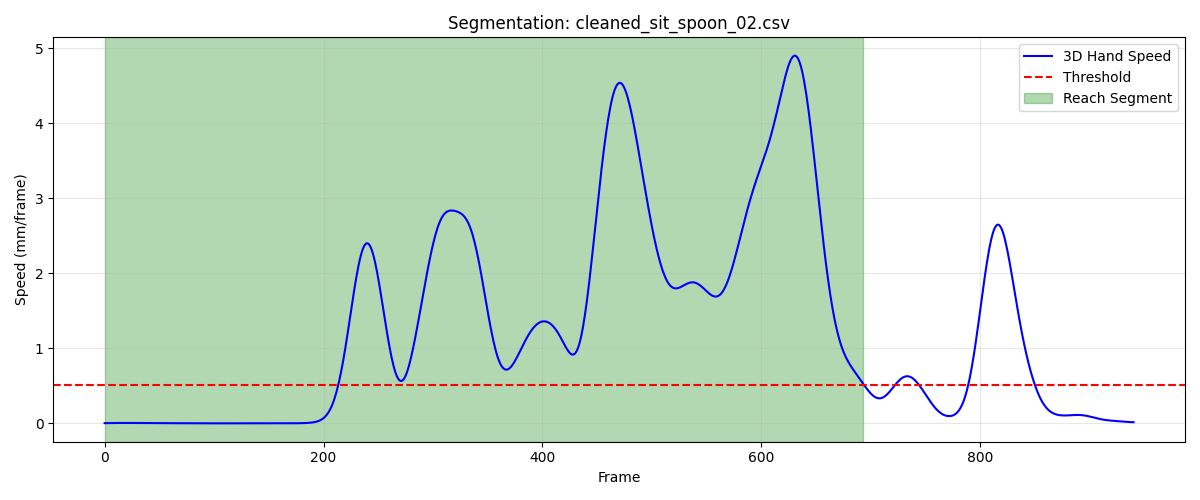 Segmentation: cleaned_sit_spoon_02.csv
3D Hand Speed
Threshold
Reach Segment
Speed (mm/frame)
5
4
3
2
1
0
0 200 400 600 800
Frame